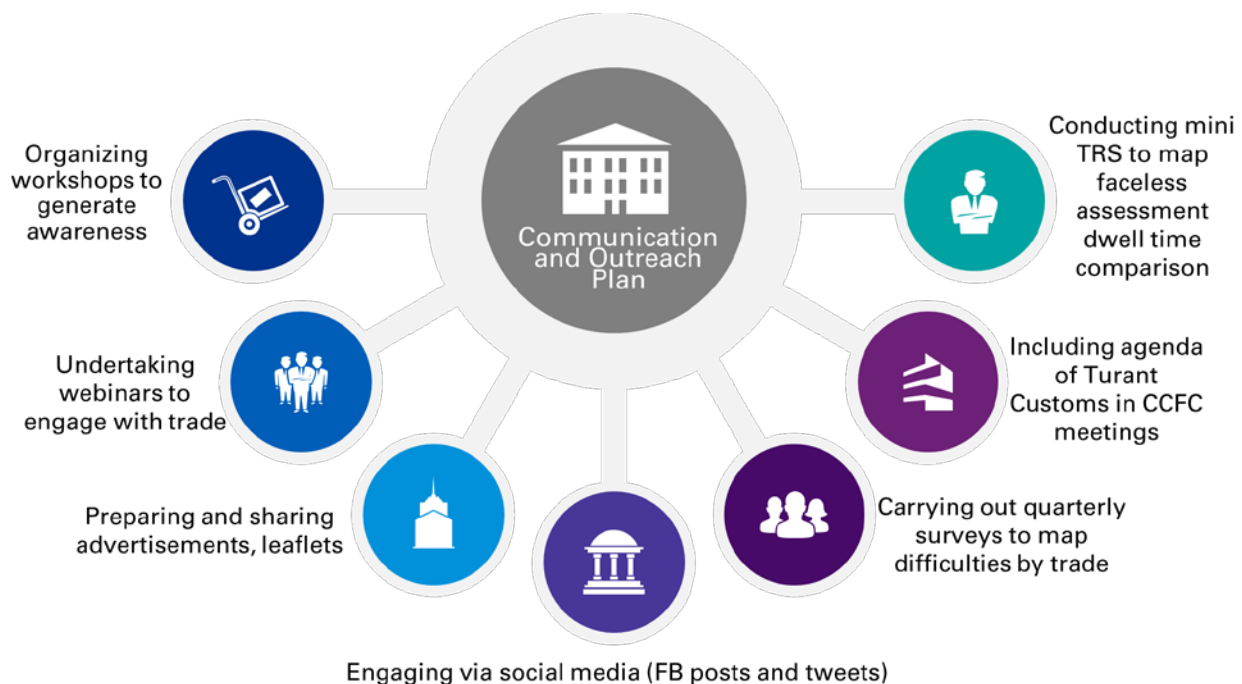 Communication
and Outreach
Plan
Organizing
workshops to
generate
awareness
Undertaking
webinars to
engage with trade
Preparing and sharing
advertisements, leaflets
Engaging via social media (FB posts and tweets)
Carrying out quarterly
surveys to map
difficulties by trade
Including agenda
of Turant
Customs in CCFC
meetings
Conducting mini
TRS to map
faceless
assessment
dwell time
comparison